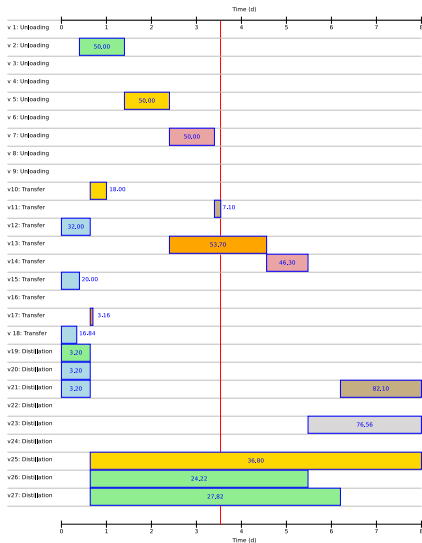 Time (d)
v 1: Unloading
0 1 2 3 4 5 6 7 8
v 2: Unloading
50,00
v 3: Unloading
v 4: Unloading
v 5: Unloading
50,00
v 6: Unloading
v 7: Unloading
50,00
v 8: Unloading
v 9: Unloading
v10: Transfer
18,00
v11: Transfer
7,10
v12: Transfer
32,00
v13: Transfer
53,70
v14: Transfer
46,30
v15: Transfer
20,00
v16: Transfer
v17: Transfer
3,16
v 18: Transfer
16,84
v19: Distillation
3,20
v20: Distillation
3,20
v21: Distillation
3,20 82,10
v22: Distillation
v23: Distillation
76,56
v24: Distillation
v25: Distillation
36,80
v26: Distillation
24,22
v27: Distillation
27,82
0 1 2 3 4 5 6 7 8
Time (d)